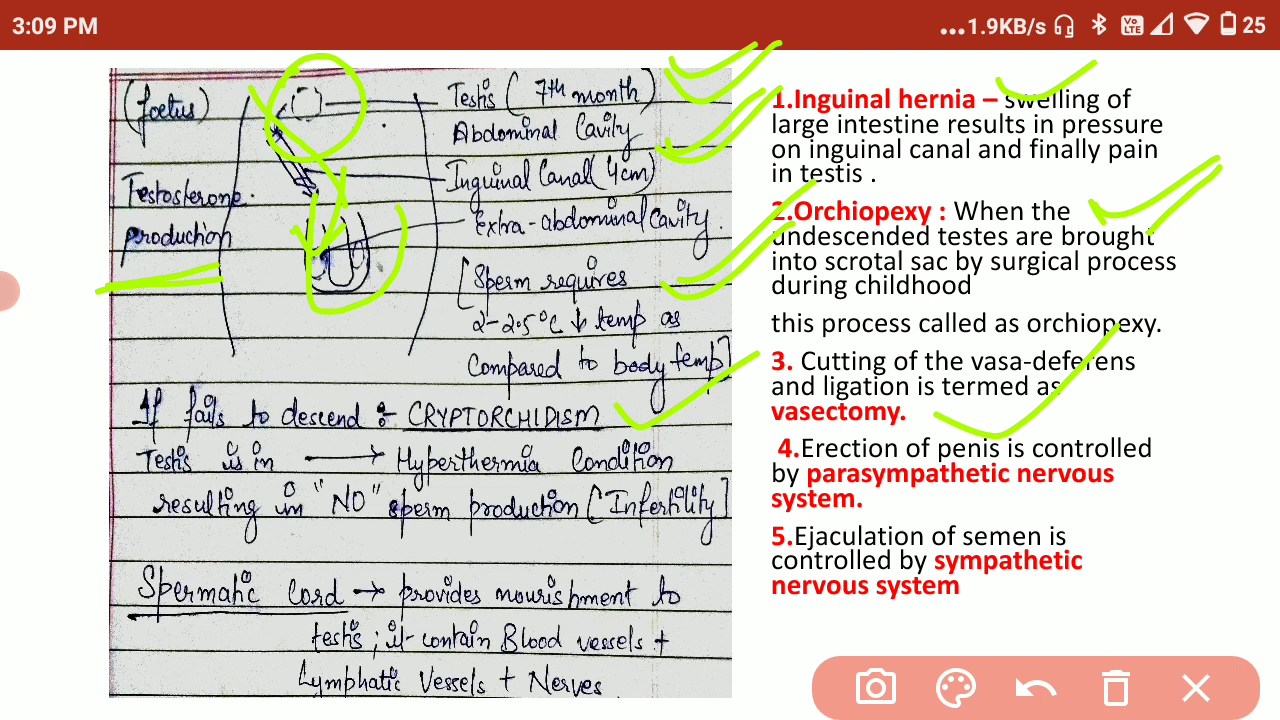 3:09 PM
...1.9KB/s
Vo LTE
25
(foetus)
Testis (7th month)
Abdominal Cavity
Inguinal Canal (4cm)
Testosterone.
production
Extra-abdominal Cavity.
[Sperm requires
2-2.5°C ↓ temp as
Compared to body temp]
If fails to descend :- CRYPTORCHIDISM
Testis is in → Hyperthermia Condition
resulting in "NO" sperm production [Infertility]
Spermatic Cord → provides nourishment to
testis ; it contain Blood vessels +
Lymphatic Vessels + Nerves
1.Inguinal hernia – swelling of
large intestine results in pressure
on inguinal canal and finally pain
in testis .
2.Orchiopexy : When the
undescended testes are brought
into scrotal sac by surgical process
during childhood
this process called as orchiopexy.
3. Cutting of the vasa-deferens
and ligation is termed as
vasectomy.
4.Erection of penis is controlled
by parasympathetic nervous
system.
5.Ejaculation of semen is
controlled by sympathetic
nervous system